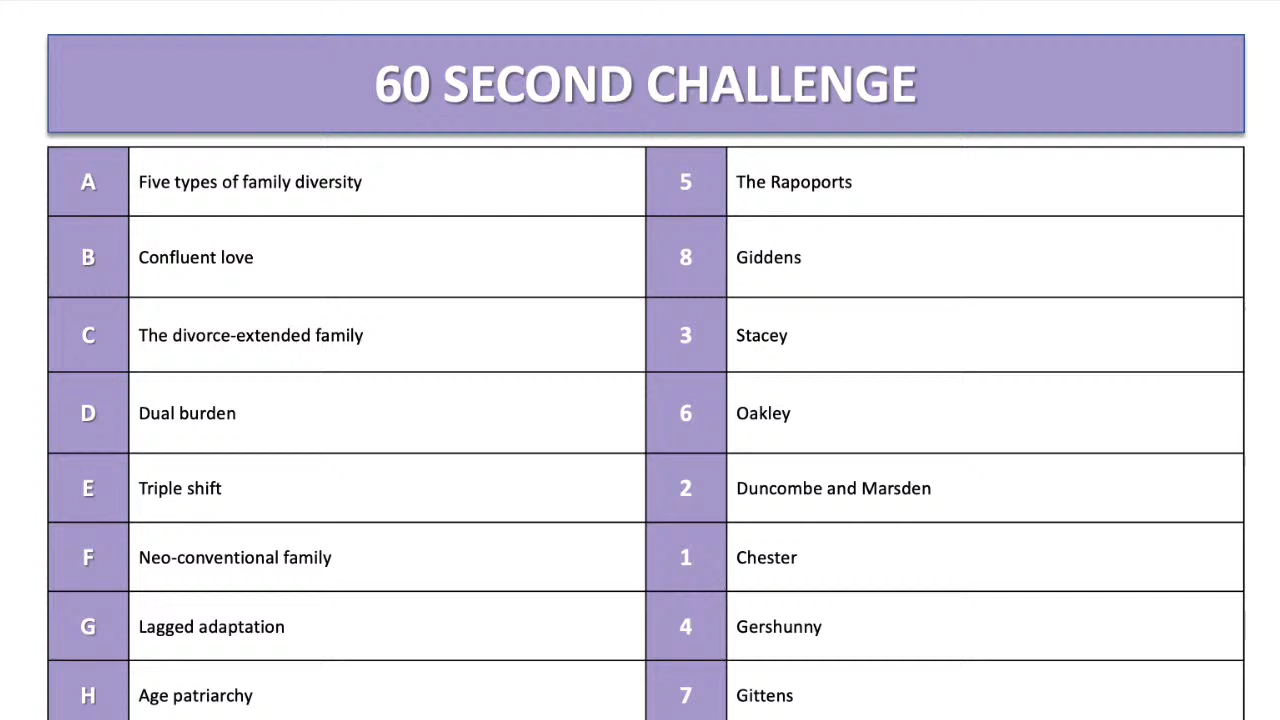 60 SECOND CHALLENGE
A Five types of family diversity 5 The Rapoports
B Confluent love 8 Giddens
C The divorce-extended family 3 Stacey
D Dual burden 6 Oakley
E Triple shift 2 Duncombe and Marsden
F Neo-conventional family 1 Chester
G Lagged adaptation 4 Gershunny
H Age patriarchy 7 Gittens